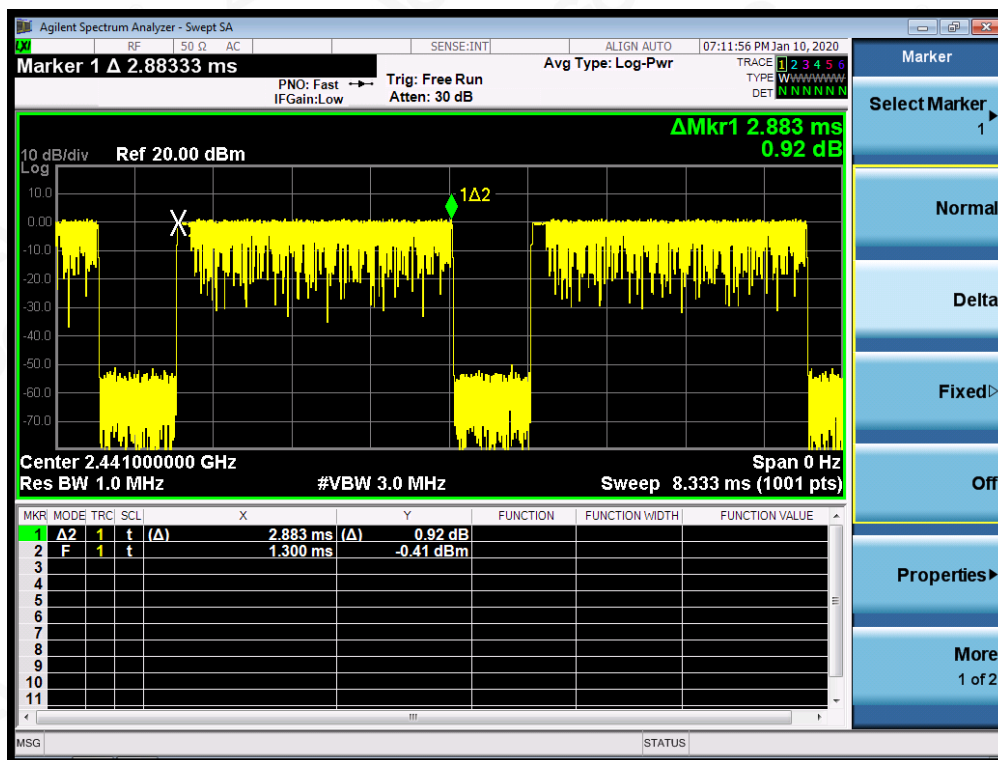 Agilent Spectrum Analyzer - Swept SA
LXI RF 50 Ω AC SENSE:INT ALIGN AUTO 07:11:56 PM Jan 10, 2020
Marker 1 Δ 2.88333 ms
PNO: Fast
IFGain:Low
Trig: Free Run
Atten: 30 dB
Avg Type: Log-Pwr
TRACE 1 2 3 4 5 6
TYPE WWWWWWW
DET N N N N N N
ΔMkr1 2.883 ms
0.92 dB
10 dB/div Ref 20.00 dBm
Log
10.0
0.00
-10.0
-20.0
-30.0
-40.0
-50.0
-60.0
-70.0
1Δ2
X
Center 2.441000000 GHz Span 0 Hz
Res BW 1.0 MHz #VBW 3.0 MHz Sweep 8.333 ms (1001 pts)
MKR MODE TRC SCL X Y FUNCTION FUNCTION WIDTH FUNCTION VALUE
1 Δ2 1 t (Δ) 2.883 ms (Δ) 0.92 dB
2 F 1 t 1.300 ms -0.41 dBm
3
4
5
6
7
8
9
10
11
MSG STATUS
Marker
Select Marker
1
Normal
Delta
Fixed
Off
Properties
More
1 of 2